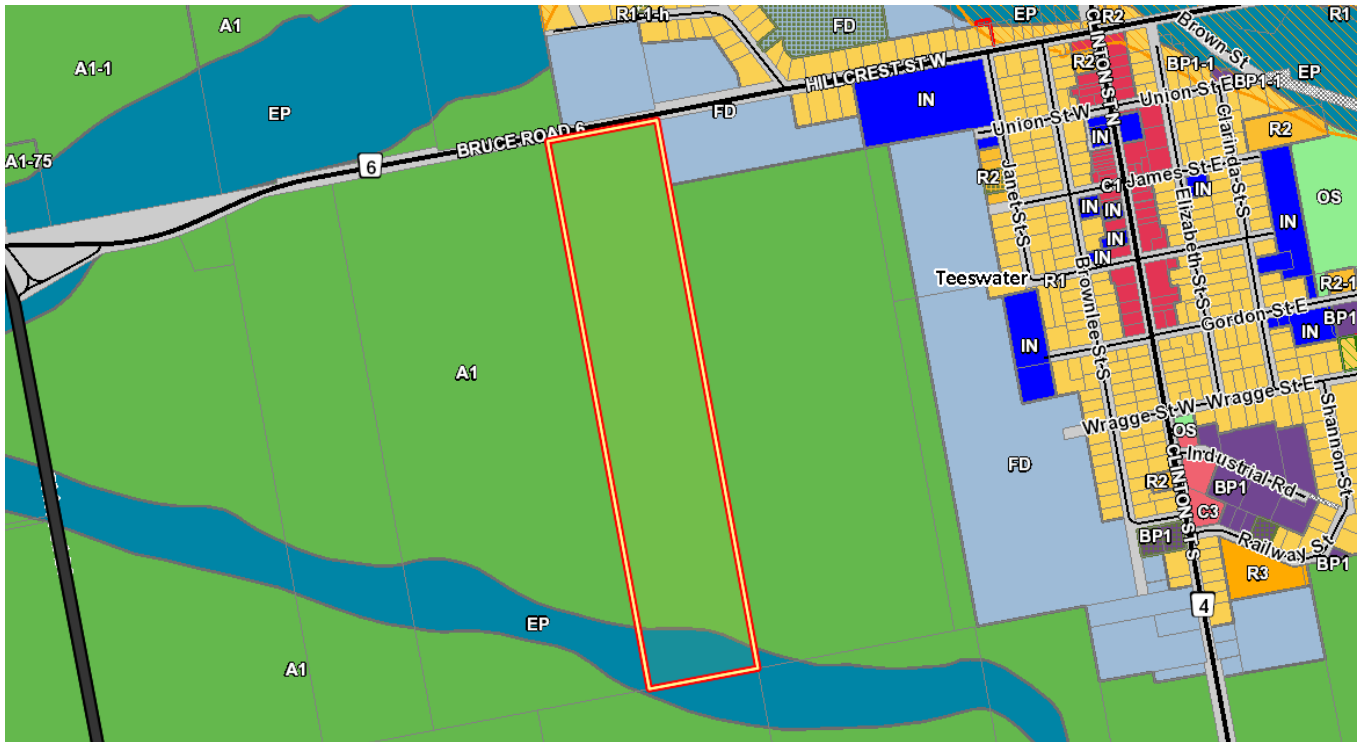 A1
R1-1-h
FD
EP
R2
R1
A1-1
EP
HILLCREST ST W
CLINTON ST N
R2
Brown St
BP1-1
BP1-1
EP
IN
Union St E
Union St W
IN
R2
FD
BRUCE ROAD 6
6
A1-75
Janet St S
R2
C1
James St E
Clarinda St S
IN
IN
IN
IN
IN
Elizabeth St S
IN
OS
Teeswater
R1
Brownlee St S
R2-1
Gordon St E
IN
BP1
IN
A1
Wragge St W
Wragge St E
OS
Shannon St
FD
R2
Industrial Rd
BP1
C3
CLINTON ST S
BP1
Railway St
BP1
R3
4
EP
A1